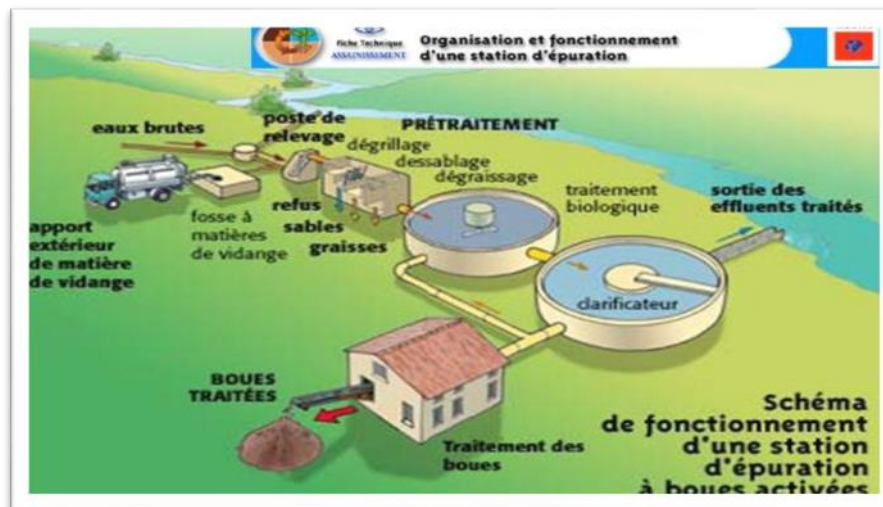 Fiche Technique
ASSAINISSEMENT
Organisation et fonctionnement
d'une station d'épuration
eaux brutes
poste de
relevage
PRÉTRAITEMENT
dégrillage
dessablage
dégraissage
traitement
biologique
sortie des
effluents traités
apport
extérieur
de matière
de vidange
fosse à
matières
de vidange
refus
sables
graisses
clarificateur
BOUES
TRAITÉES
Traitement des
boues
Schéma
de fonctionnement
d'une station
d'épuration
à boues activées